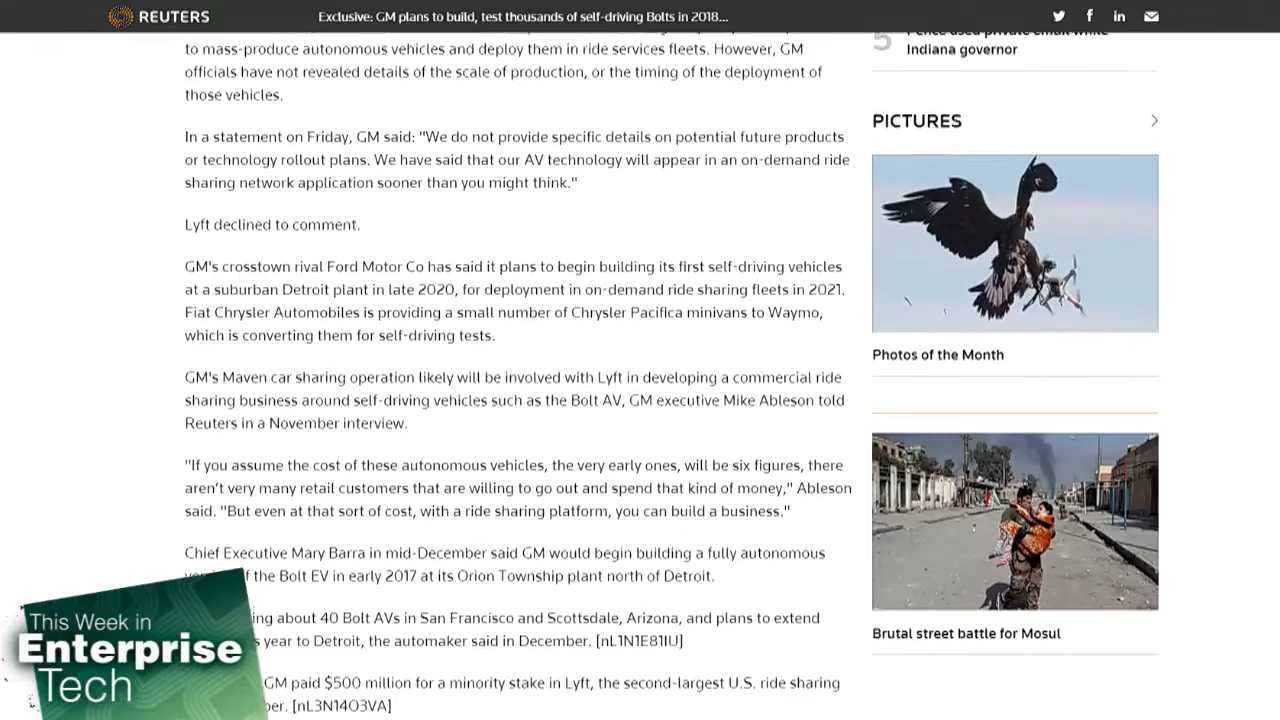 REUTERS
Exclusive: GM plans to build, test thousands of self-driving Bolts in 2018...
to mass-produce autonomous vehicles and deploy them in ride services fleets. However, GM
officials have not revealed details of the scale of production, or the timing of the deployment of
those vehicles.
In a statement on Friday, GM said: "We do not provide specific details on potential future products
or technology rollout plans. We have said that our AV technology will appear in an on-demand ride
sharing network application sooner than you might think."
Lyft declined to comment.
GM's crosstown rival Ford Motor Co has said it plans to begin building its first self-driving vehicles
at a suburban Detroit plant in late 2020, for deployment in on-demand ride sharing fleets in 2021.
Fiat Chrysler Automobiles is providing a small number of Chrysler Pacifica minivans to Waymo,
which is converting them for self-driving tests.
GM's Maven car sharing operation likely will be involved with Lyft in developing a commercial ride
sharing business around self-driving vehicles such as the Bolt AV, GM executive Mike Ableson told
Reuters in a November interview.
"If you assume the cost of these autonomous vehicles, the very early ones, will be six figures, there
aren't very many retail customers that are willing to go out and spend that kind of money," Ableson
said. "But even at that sort of cost, with a ride sharing platform, you can build a business."
Chief Executive Mary Barra in mid-December said GM would begin building a fully autonomous
f the Bolt EV in early 2017 at its Orion Township plant north of Detroit.
ing about 40 Bolt AVs in San Francisco and Scottsdale, Arizona, and plans to extend
s year to Detroit, the automaker said in December. [nL1N1E81IU]
GM paid $500 million for a minority stake in Lyft, the second-largest U.S. ride sharing
ber. [nL3N14O3VA]
5
Pence used private email while
Indiana governor
PICTURES
Photos of the Month
Brutal street battle for Mosul
This Week in
Enterprise
Tech